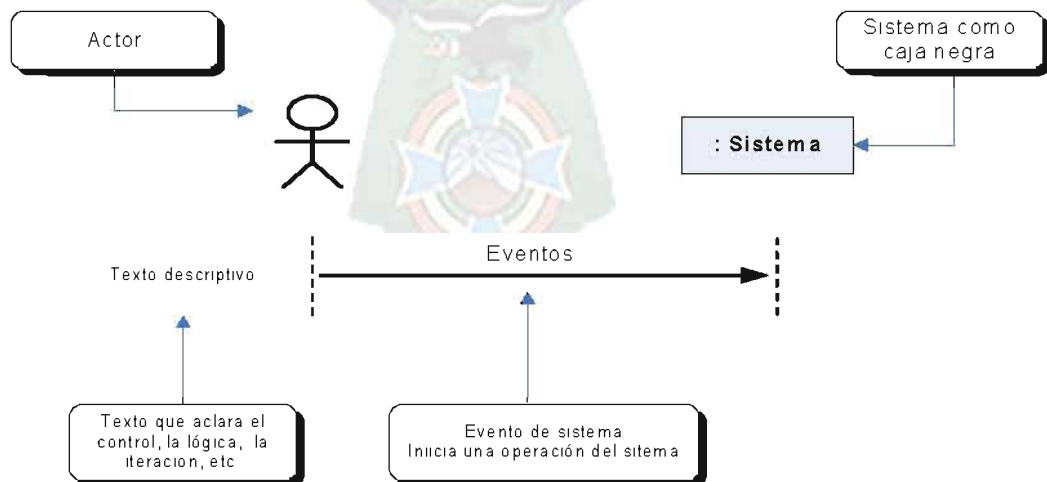 Actor
Sistema como
caja negra
: Sistema
Eventos
Texto descriptivo
Texto que aclara el
control, la lógica, la
iteracion, etc
Evento de sistema
Iniicia una operación del sitema